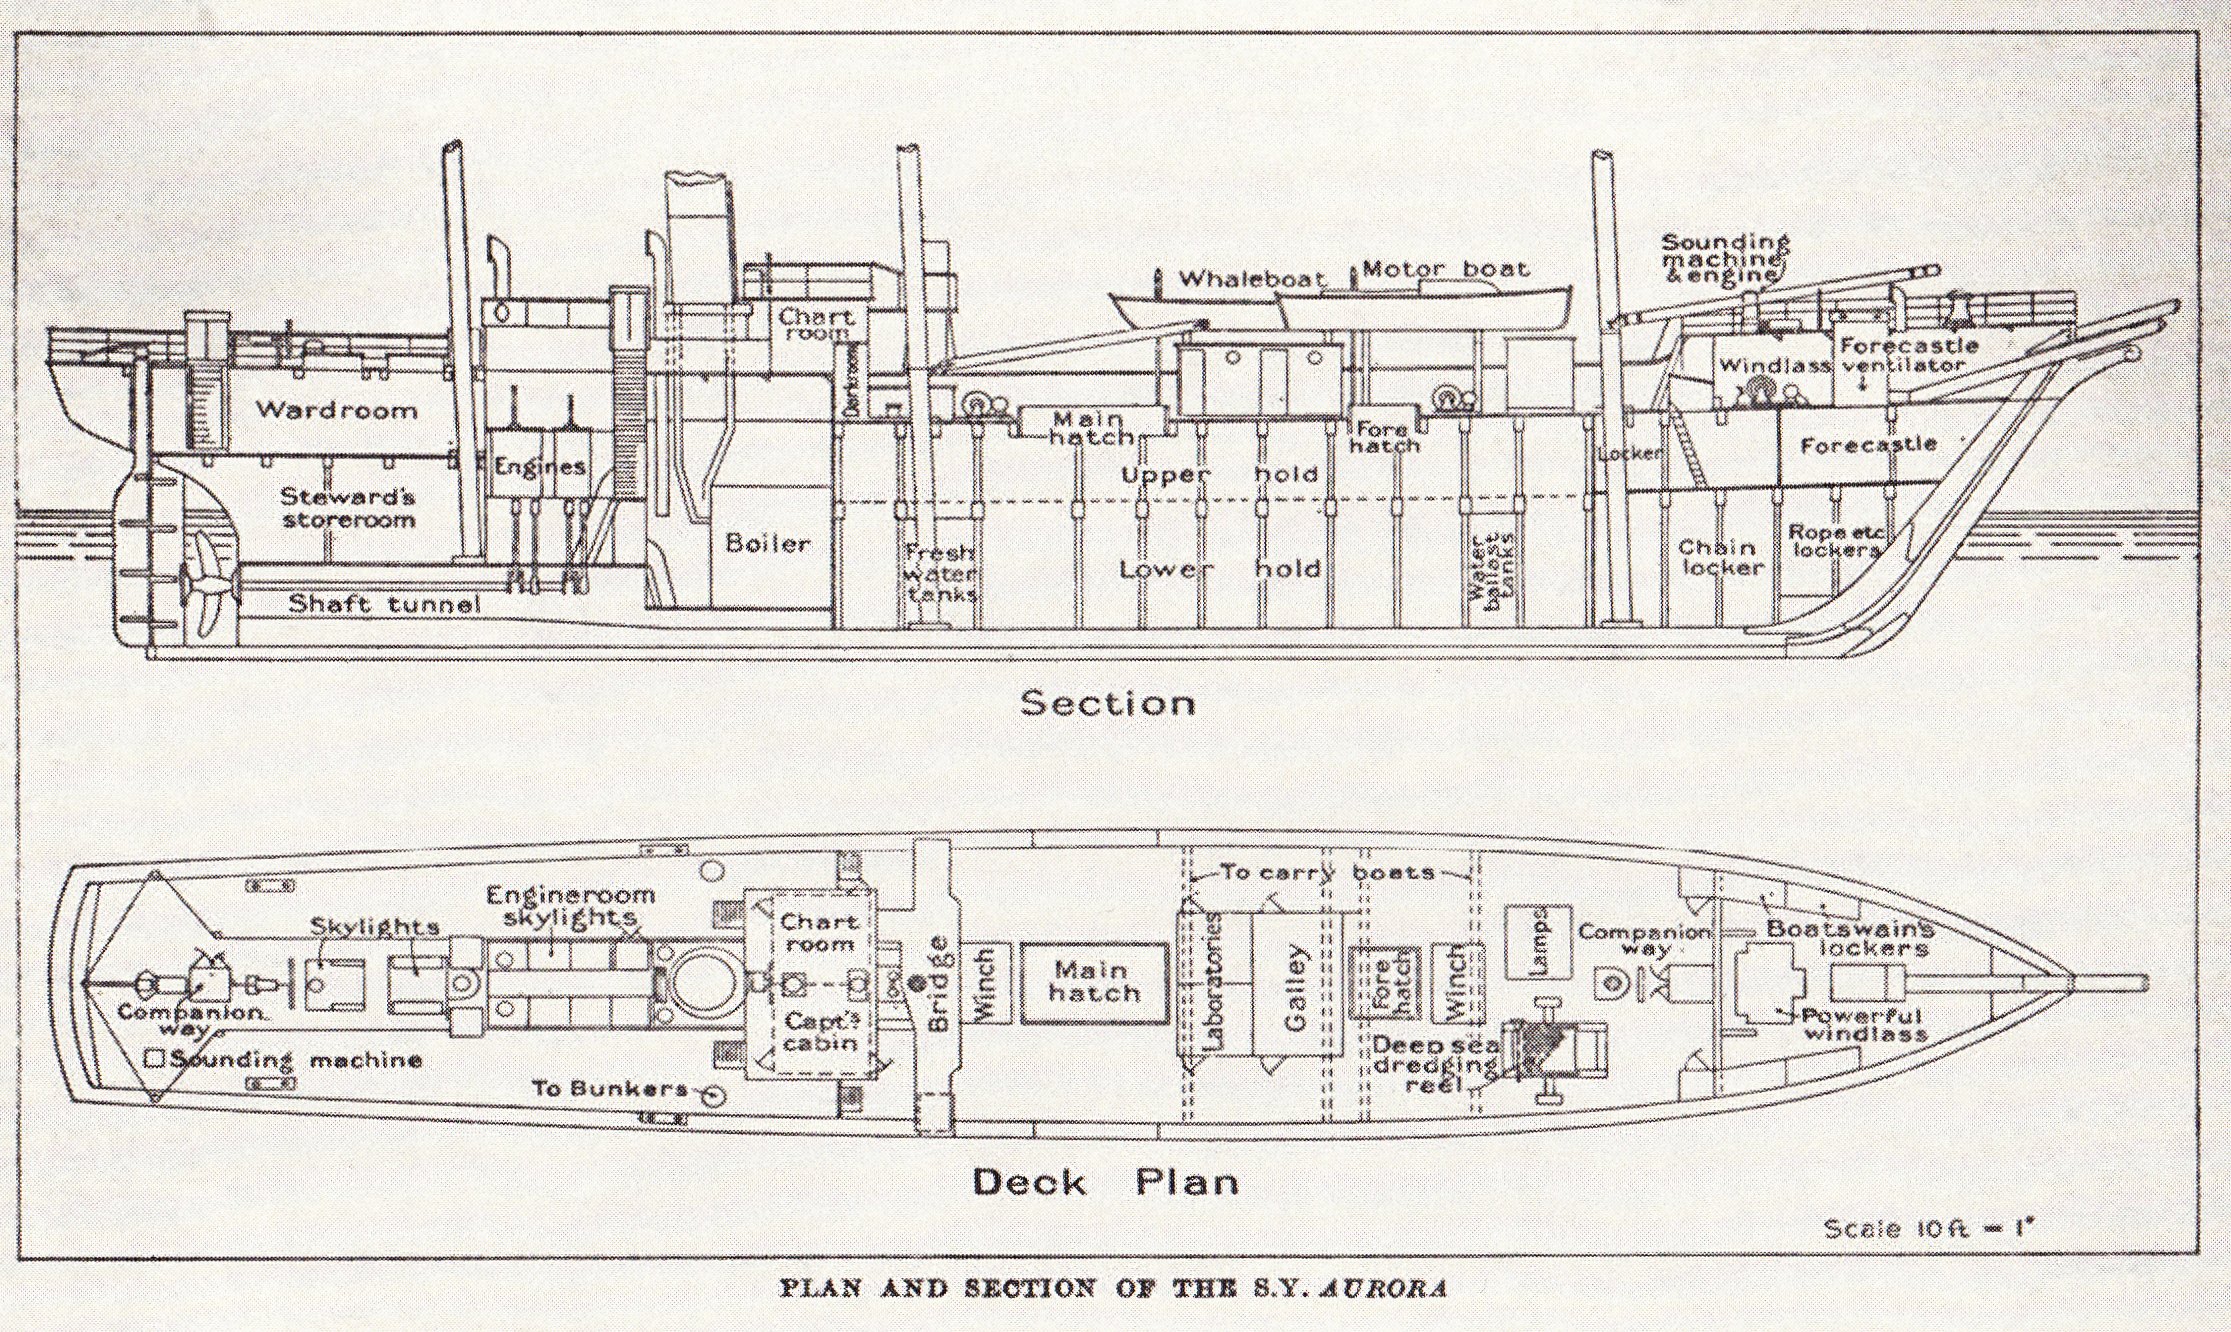 Sounding
machine
& engine
Whaleboat
Motor boat
Chart
room
Darkroom
Windlass
Forecastle
ventilator
Wardroom
Main
hatch
Fore
hatch
Locker
Forecastle
Engines
Upper hold
Steward's
storeroom
Boiler
Fresh
water
tanks
Lower hold
Water
ballast
tanks
Chain
locker
Rope etc.
lockers
Shaft tunnel
Section
Engineroom
skylights
Skylights
Chart
room
To carry boats
Companion
way
Sounding machine
To Bunkers
Capt's
cabin
Bridge
Winch
Main
hatch
Laboratories
Galley
Fore
hatch
Winch
Lamps
Deep sea
dredging
reel
Companion
way
Boatswain's
lockers
Powerful
windlass
Deck Plan
Scale 10 ft = 1"
PLAN AND SECTION OF THE S.Y. AURORA